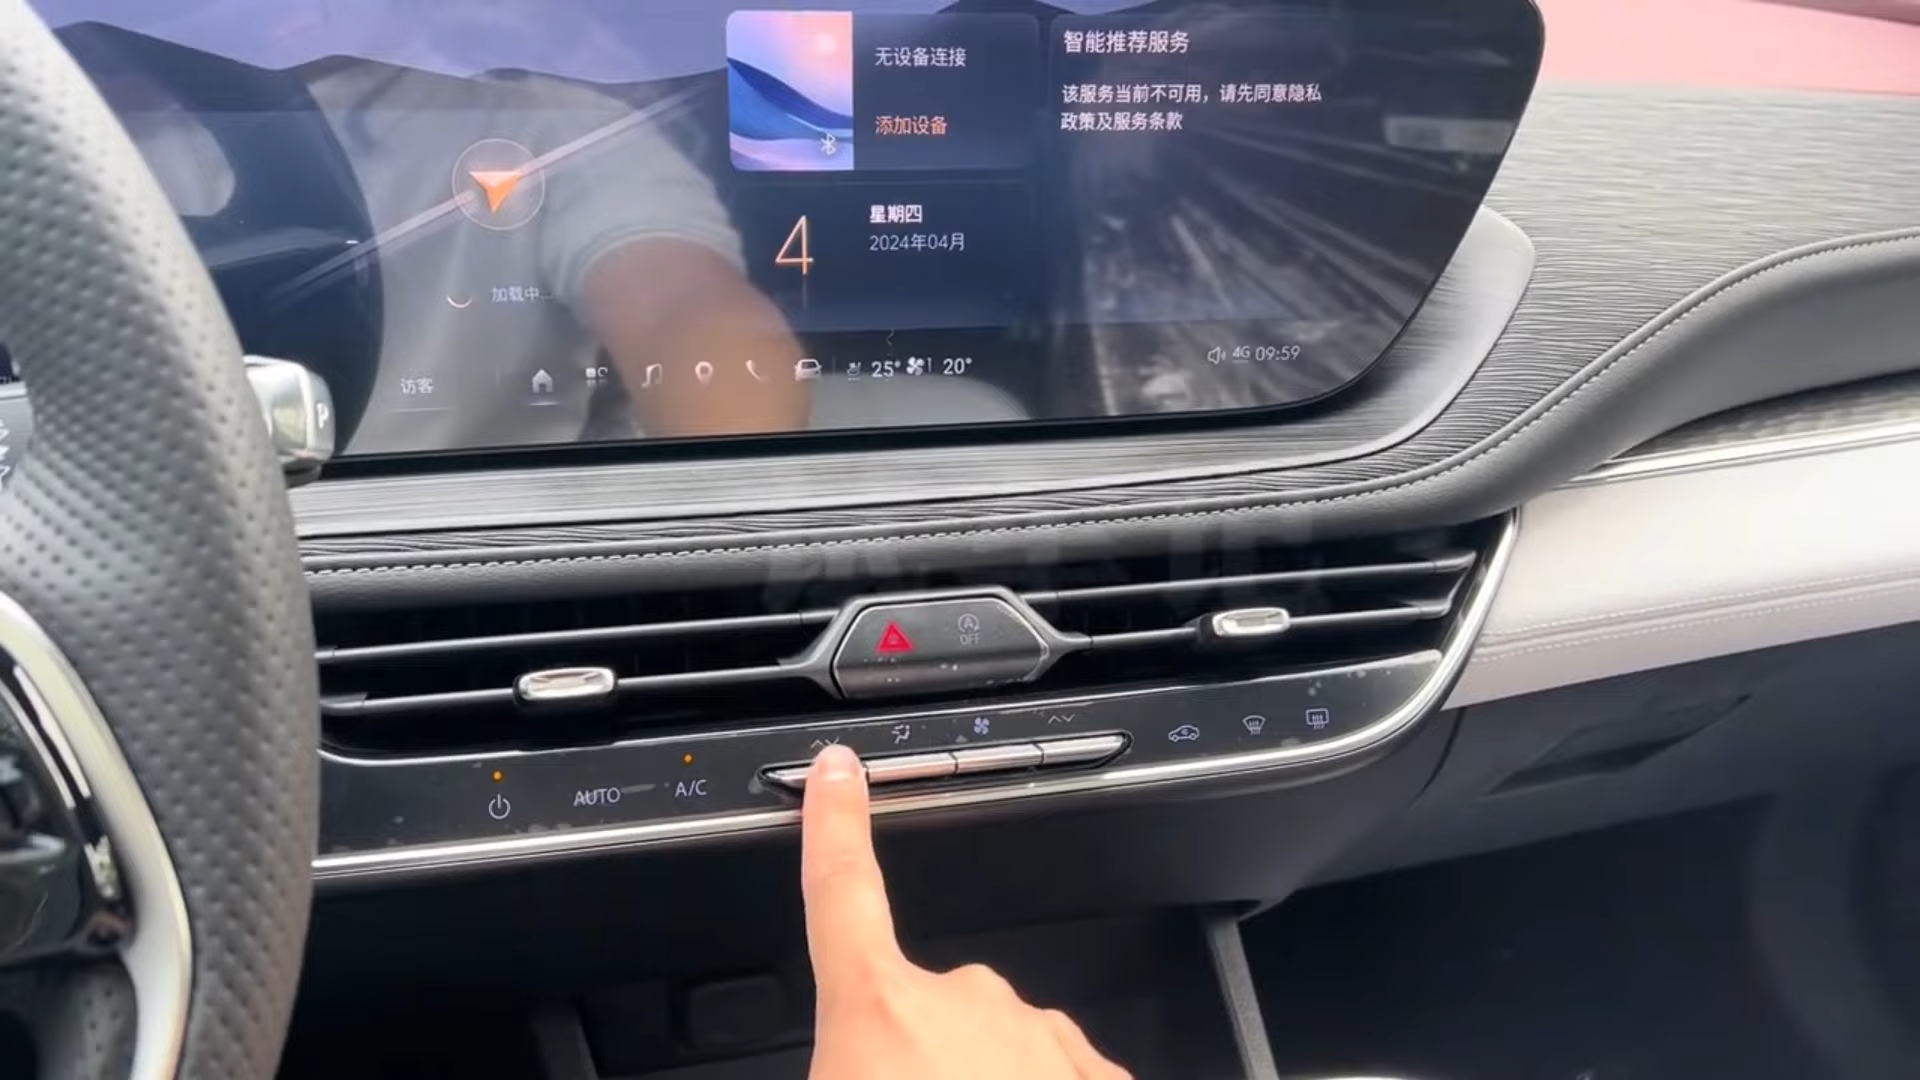 无设备连接
添加设备
智能推荐服务
该服务当前不可用，请先同意隐私
政策及服务条款
4
星期四
2024年04月
加载中...
访客
25°
1
20°
4G 09:59
P
A
OFF
AUTO
A/C